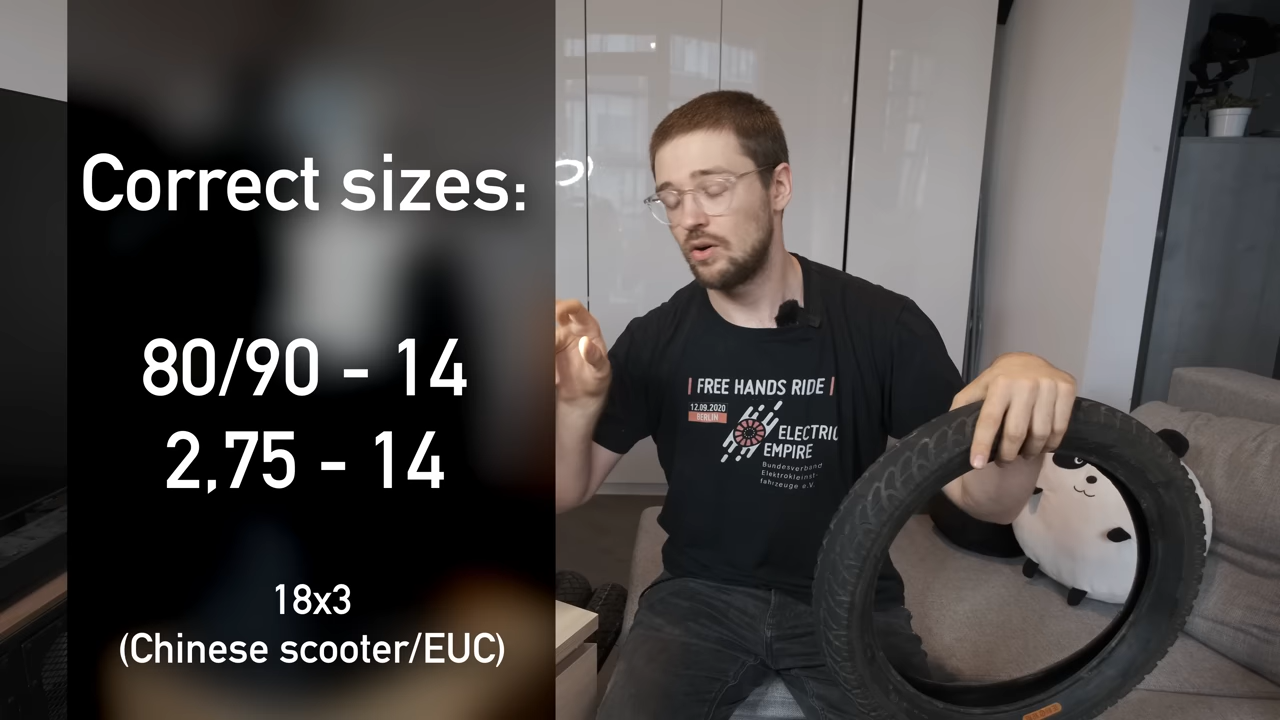 Correct sizes:
80/90 - 14
2,75 - 14
18x3
(Chinese scooter/EUC)
| FREE HANDS RIDE |
12.09.2020
BERLIN
ELECTRIC
EMPIRE
Bundesverband
Elektrokleinst-
fahrzeuge e.V.